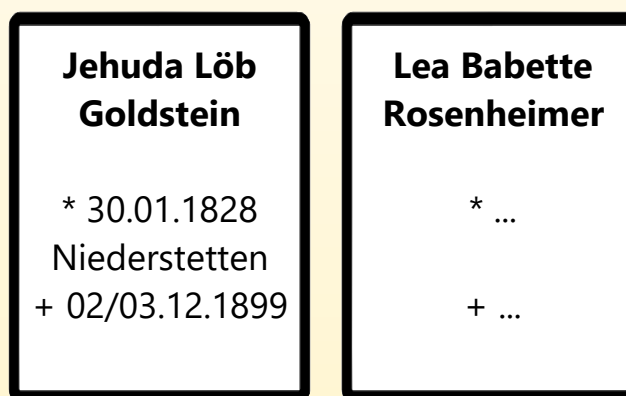 Jehuda Löb
Goldstein
* 30.01.1828
Niederstetten
+ 02/03.12.1899
Lea Babette
Rosenheimer
* ...
+ ...